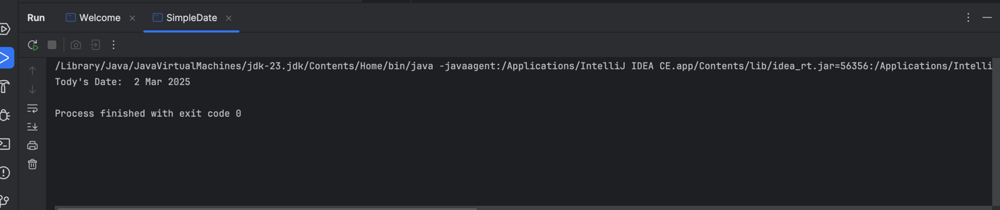 Run Welcome SimpleDate
/Library/Java/JavaVirtualMachines/jdk-23.jdk/Contents/Home/bin/java -javaagent:/Applications/IntelliJ IDEA CE.app/Contents/lib/idea_rt.jar=56356:/Applications/Intelli
Tody's Date:  2 Mar 2025
Process finished with exit code 0